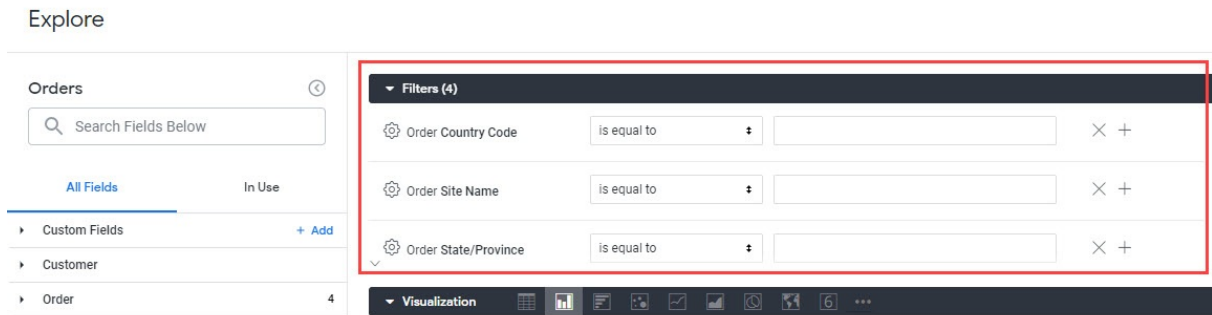 Explore
Orders
Search Fields Below
All Fields In Use
Custom Fields + Add
Customer
Order 4
Filters (4)
Order Country Code is equal to
Order Site Name is equal to
Order State/Province is equal to
Visualization 6 ...